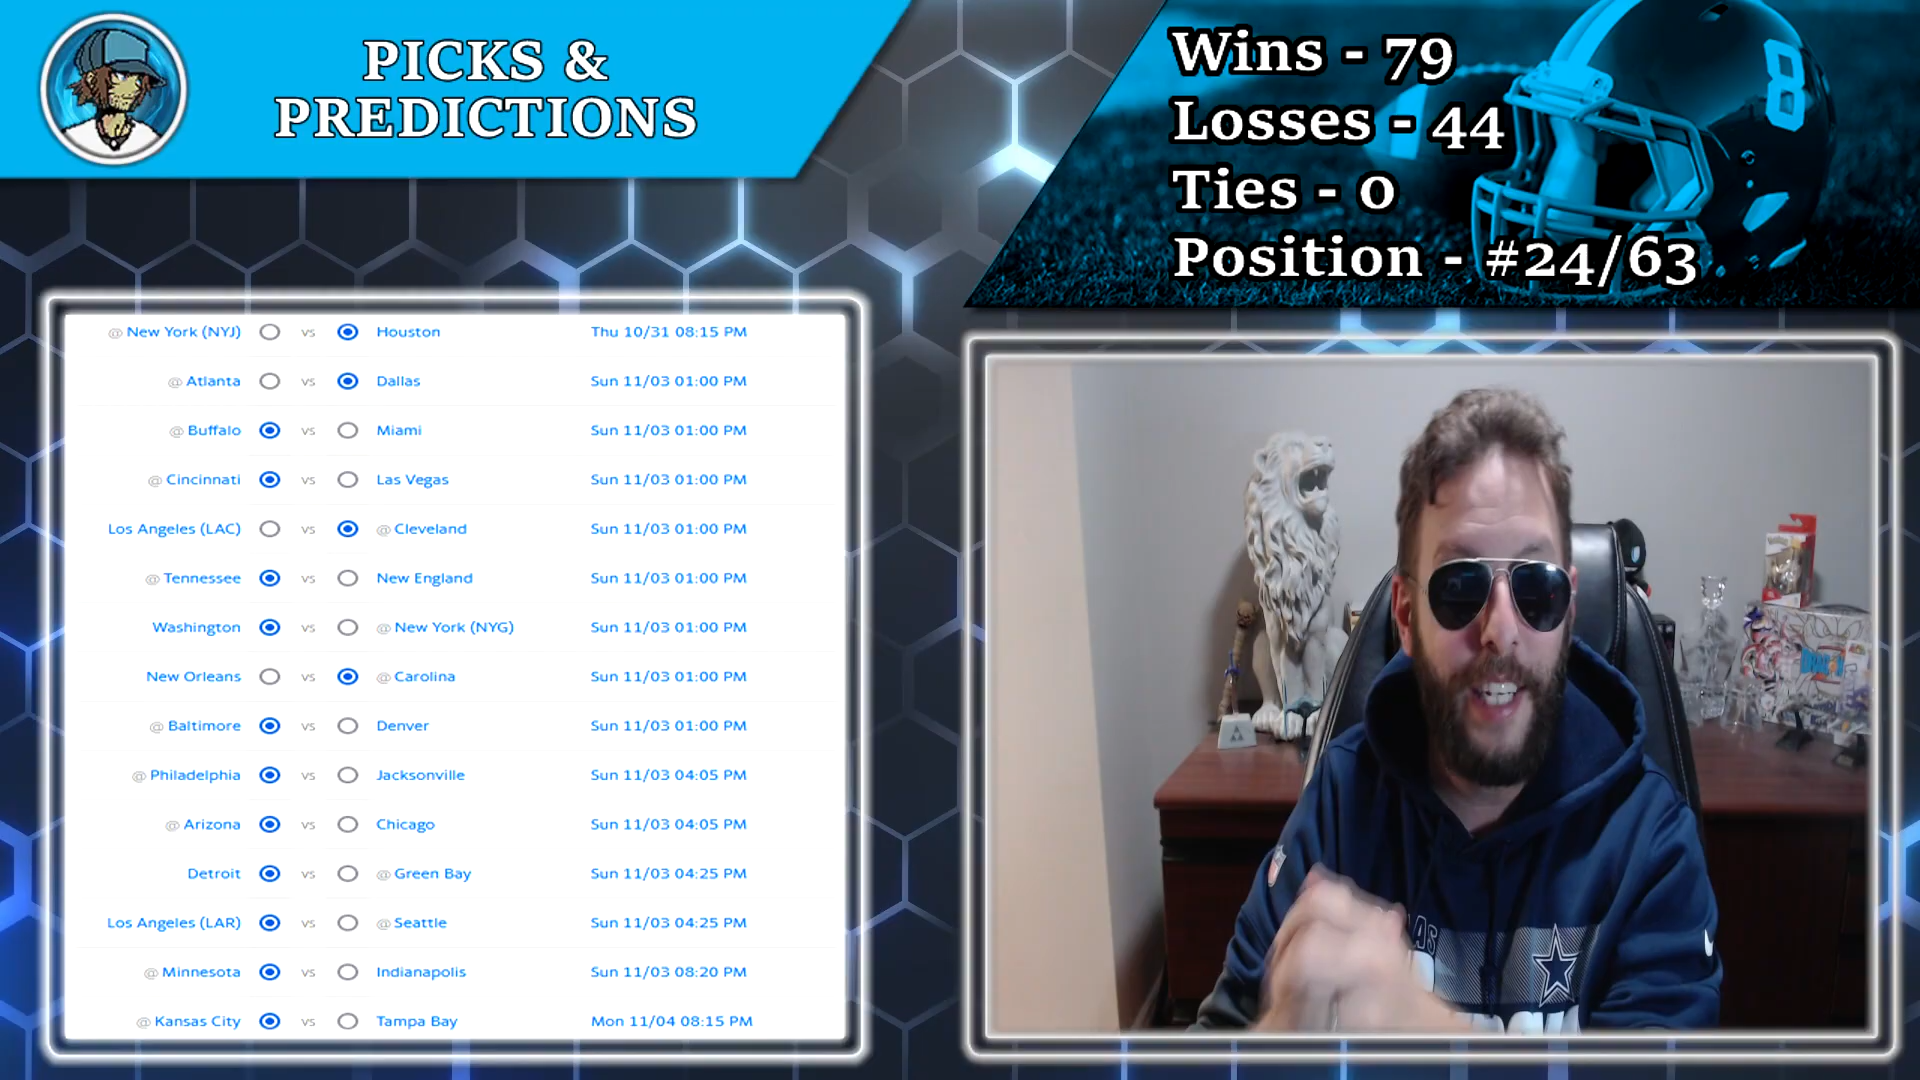 PICKS &
PREDICTIONS
Wins - 79
Losses - 44
Ties - 0
Position - #24/63
8
@ New York (NYJ) vs Houston Thu 10/31 08:15 PM
@ Atlanta vs Dallas Sun 11/03 01:00 PM
@ Buffalo vs Miami Sun 11/03 01:00 PM
@ Cincinnati vs Las Vegas Sun 11/03 01:00 PM
Los Angeles (LAC) vs @ Cleveland Sun 11/03 01:00 PM
@ Tennessee vs New England Sun 11/03 01:00 PM
Washington vs @ New York (NYG) Sun 11/03 01:00 PM
New Orleans vs @ Carolina Sun 11/03 01:00 PM
@ Baltimore vs Denver Sun 11/03 01:00 PM
@ Philadelphia vs Jacksonville Sun 11/03 04:05 PM
@ Arizona vs Chicago Sun 11/03 04:05 PM
Detroit vs @ Green Bay Sun 11/03 04:25 PM
Los Angeles (LAR) vs @ Seattle Sun 11/03 04:25 PM
@ Minnesota vs Indianapolis Sun 11/03 08:20 PM
@ Kansas City vs Tampa Bay Mon 11/04 08:15 PM